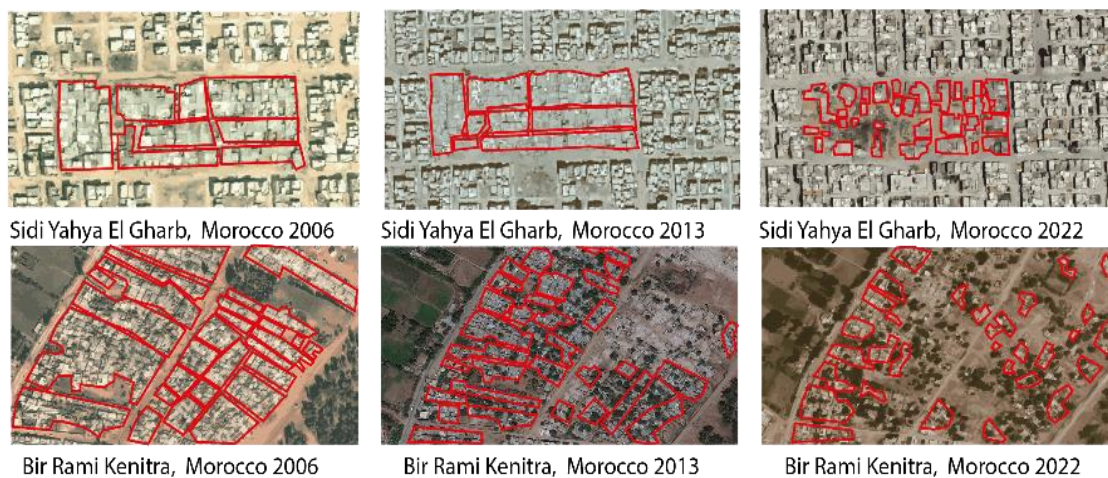 Sidi Yahya El Gharb, Morocco 2006
Sidi Yahya El Gharb, Morocco 2013
Sidi Yahya El Gharb, Morocco 2022
Bir Rami Kenitra, Morocco 2006
Bir Rami Kenitra, Morocco 2013
Bir Rami Kenitra, Morocco 2022